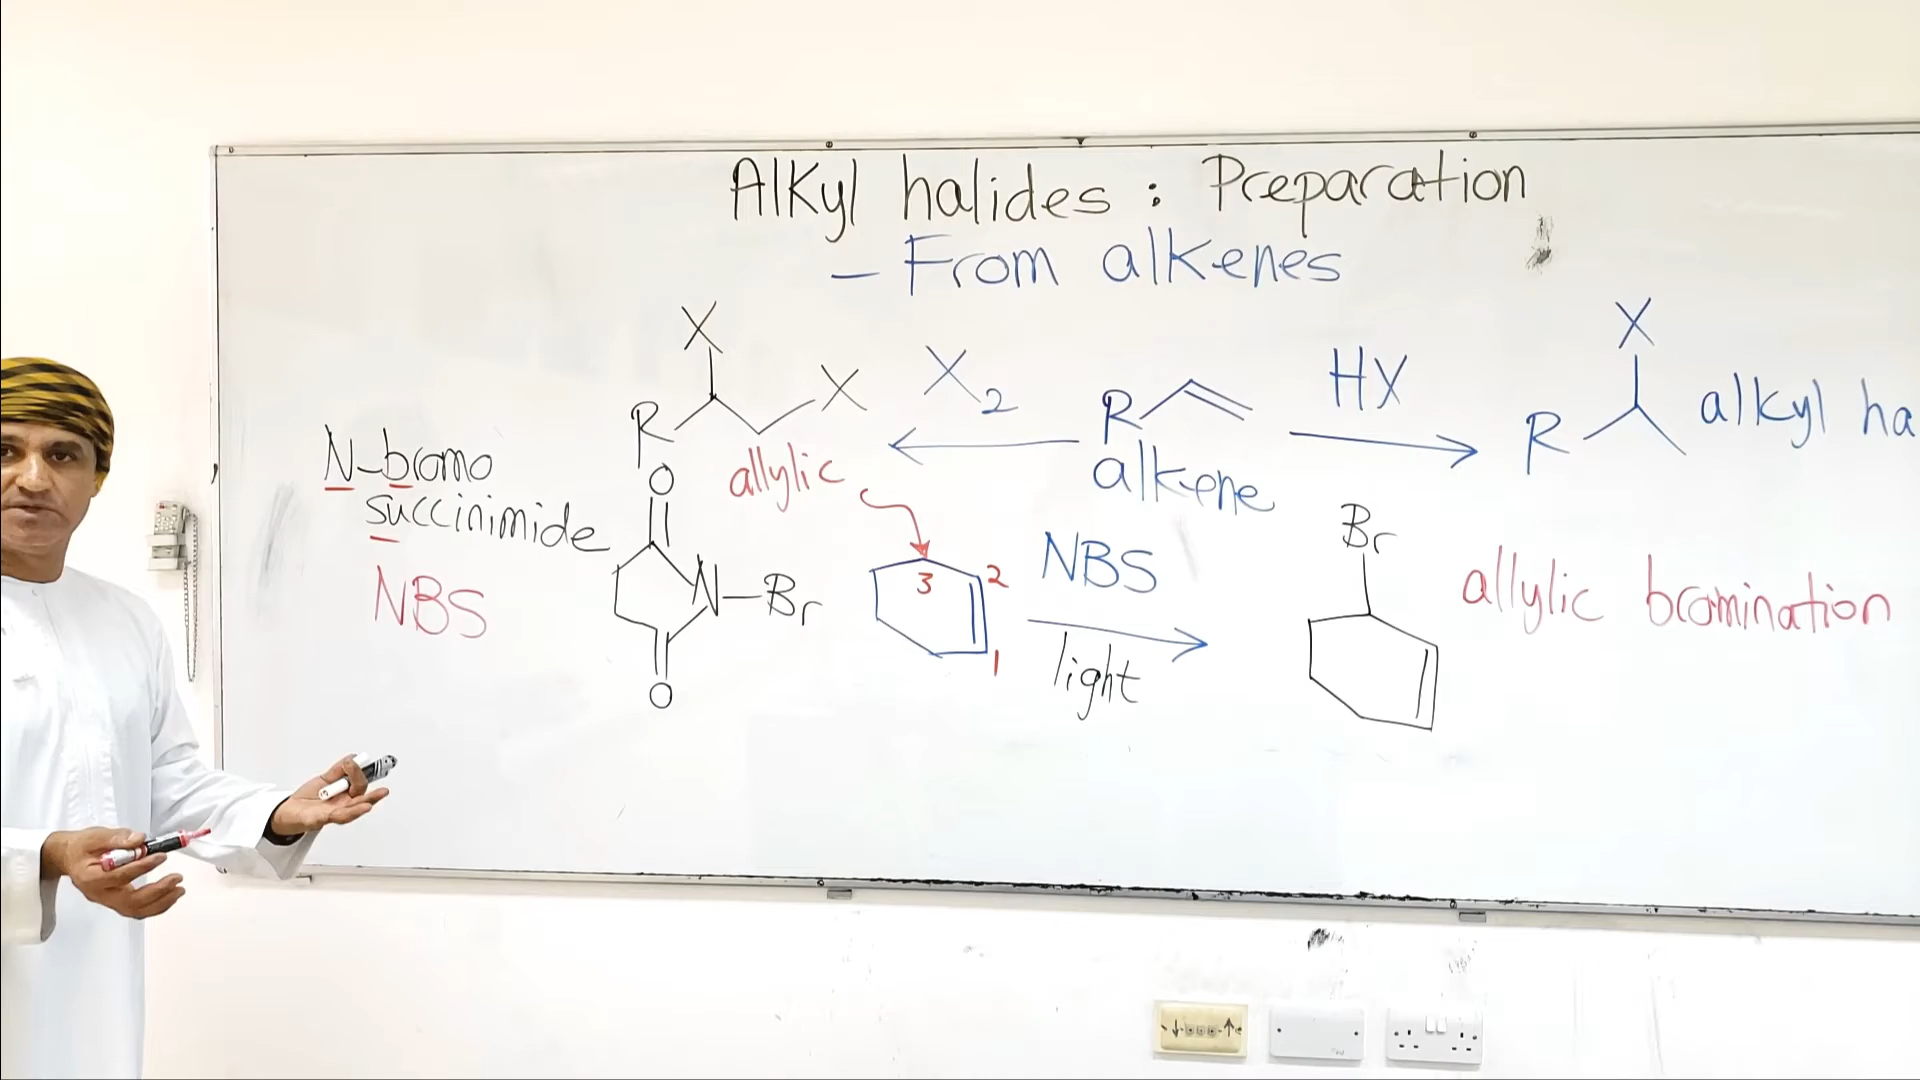 Alkyl halides : Preparation
– From alkenes
X
X
R
X2
R
alkene
HX
X
R
alkyl ha
N-bromo
succinimide
NBS
O
N–Br
O
allylic
3
2
1
NBS
light
Br
allylic bromination